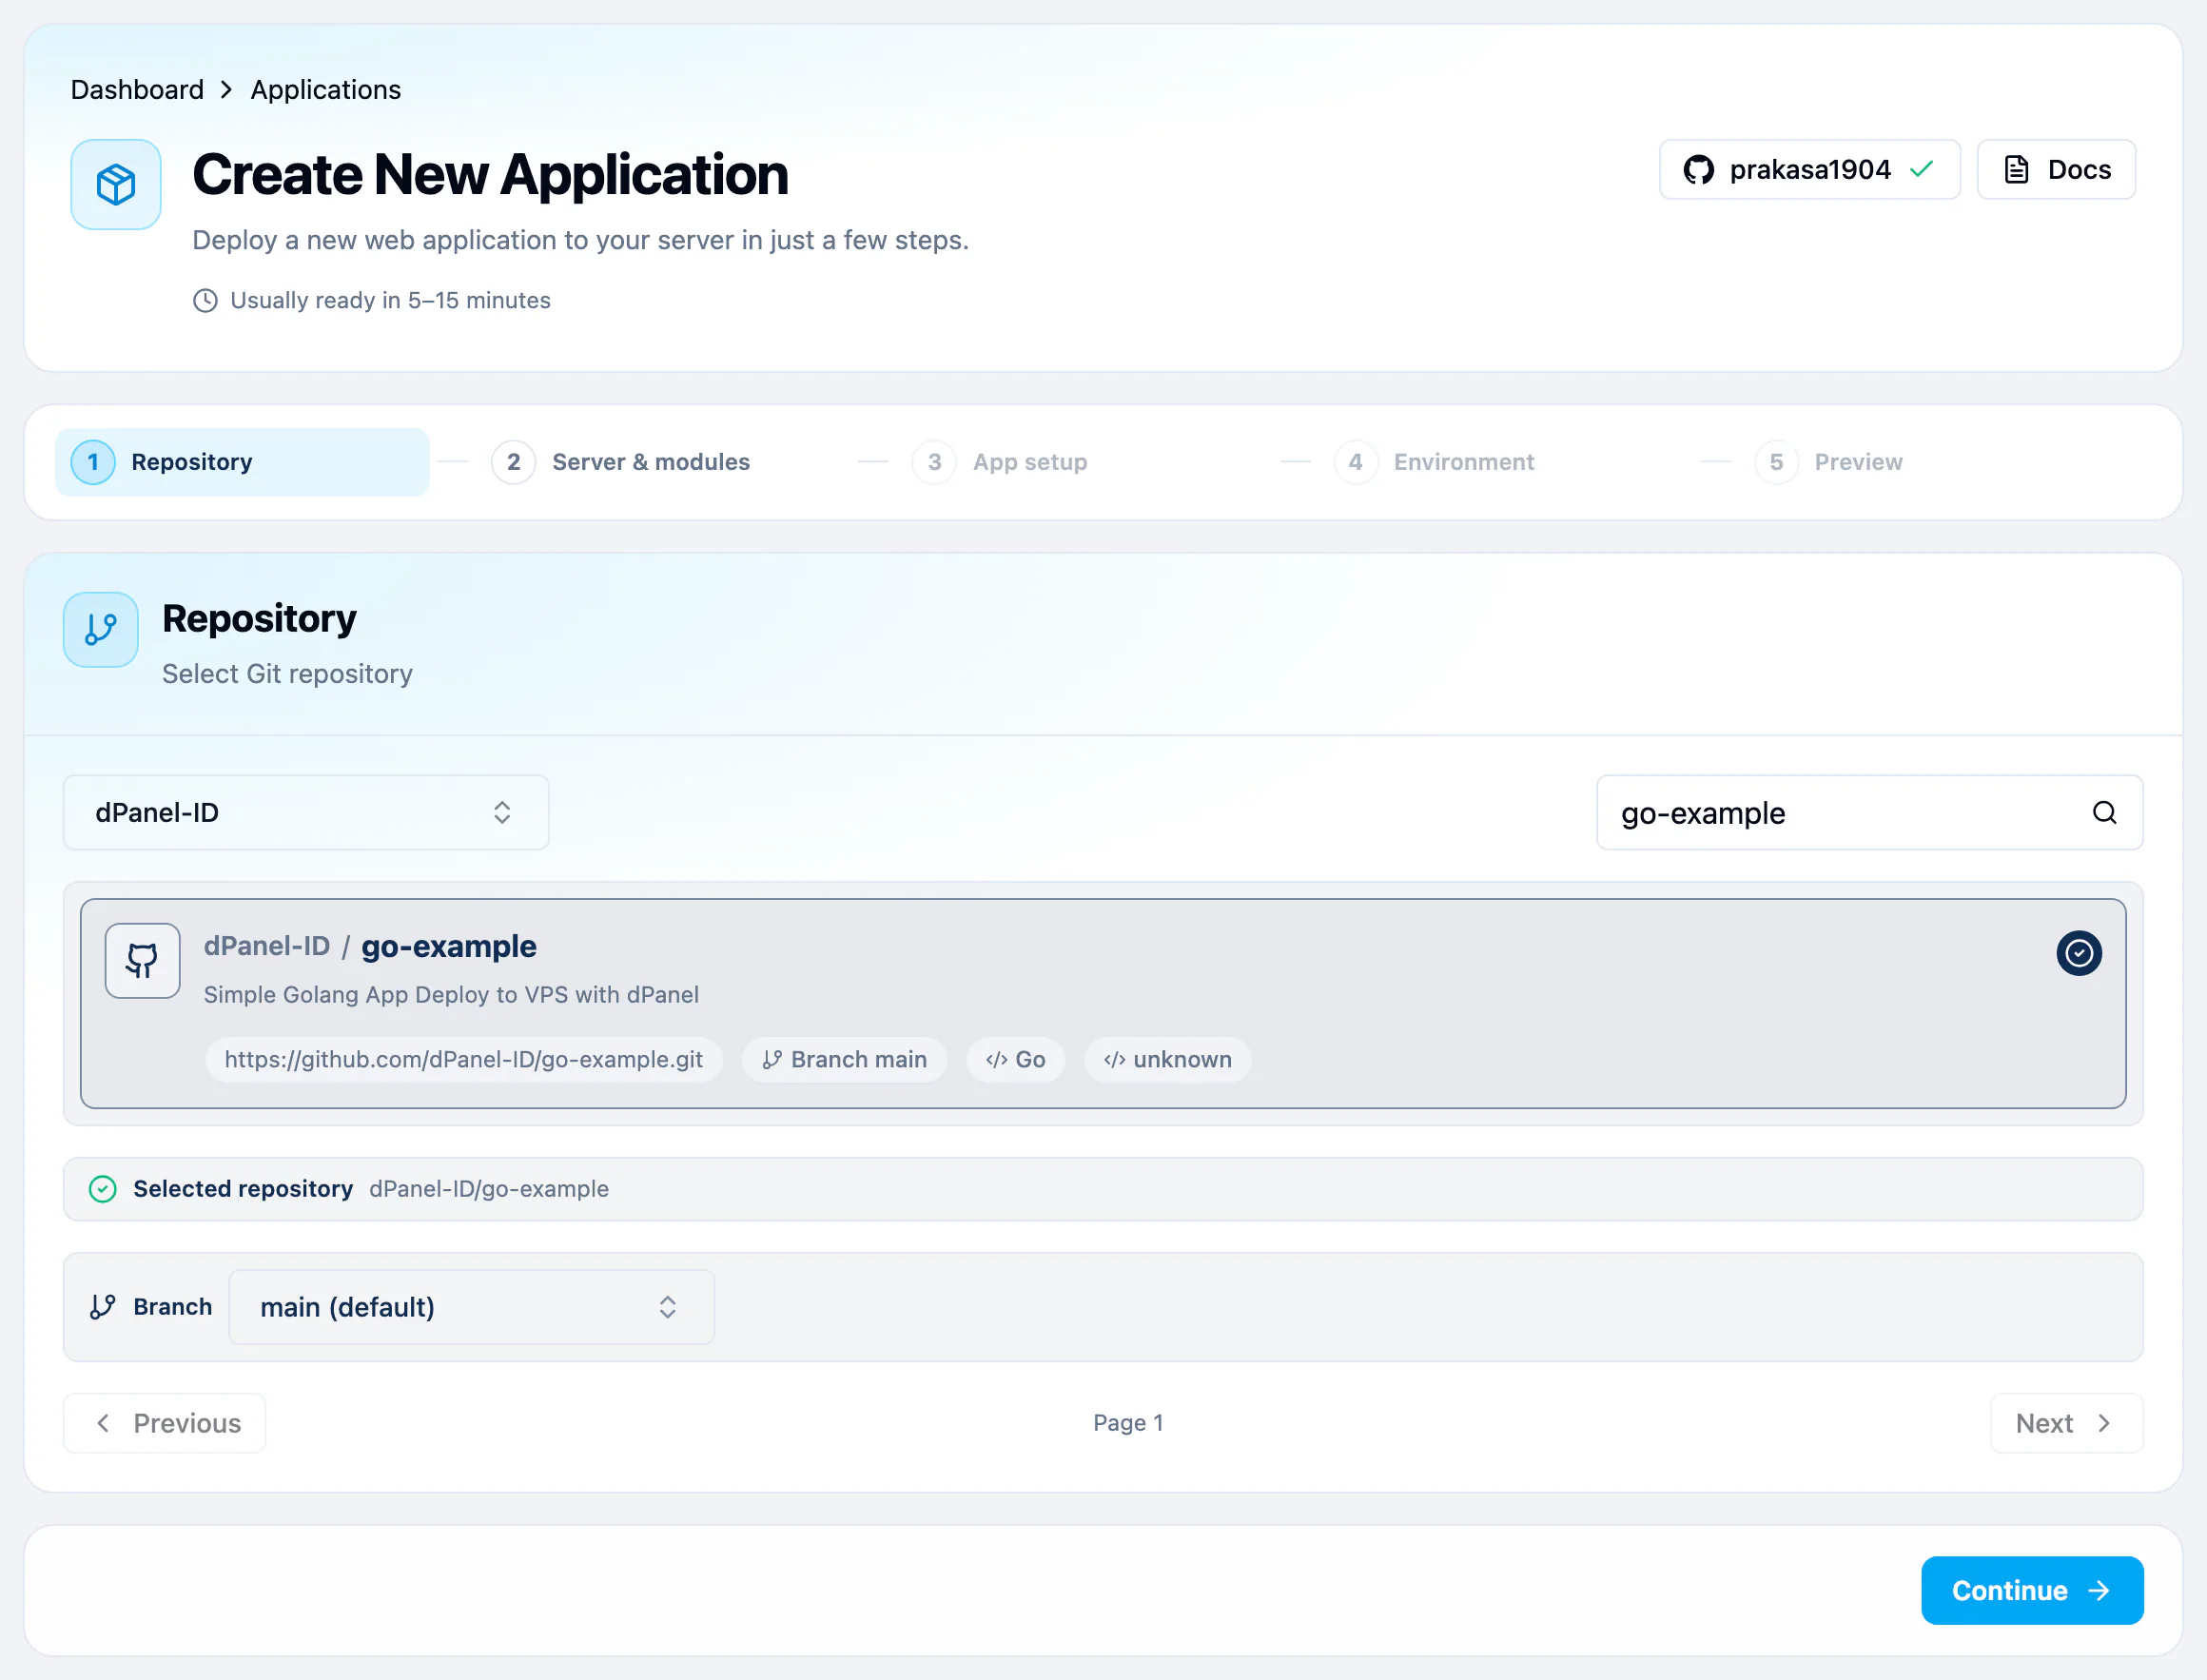 Dashboard > Applications
Create New Application
Deploy a new web application to your server in just a few steps.
Usually ready in 5–15 minutes
prakasa1904
Docs
1 Repository
2 Server & modules
3 App setup
4 Environment
5 Preview
Repository
Select Git repository
dPanel-ID
go-example
dPanel-ID / go-example
Simple Golang App Deploy to VPS with dPanel
https://github.com/dPanel-ID/go-example.git
Branch main
</> Go
</> unknown
Selected repository dPanel-ID/go-example
Branch main (default)
Previous
Page 1
Next
Continue